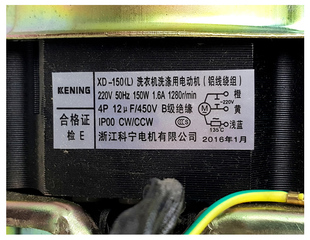 KENING
合格证
检 E
XD-150(L) 洗衣机洗涤用电动机（铝线绕组）
220V 50Hz 150W 1.6A 1280r/min
4P 12μF/450V B级绝缘
IP00 CW/CCW
浙江科宁电机有限公司
橙
~220V
黄
M
浅蓝
135℃
2016年1月